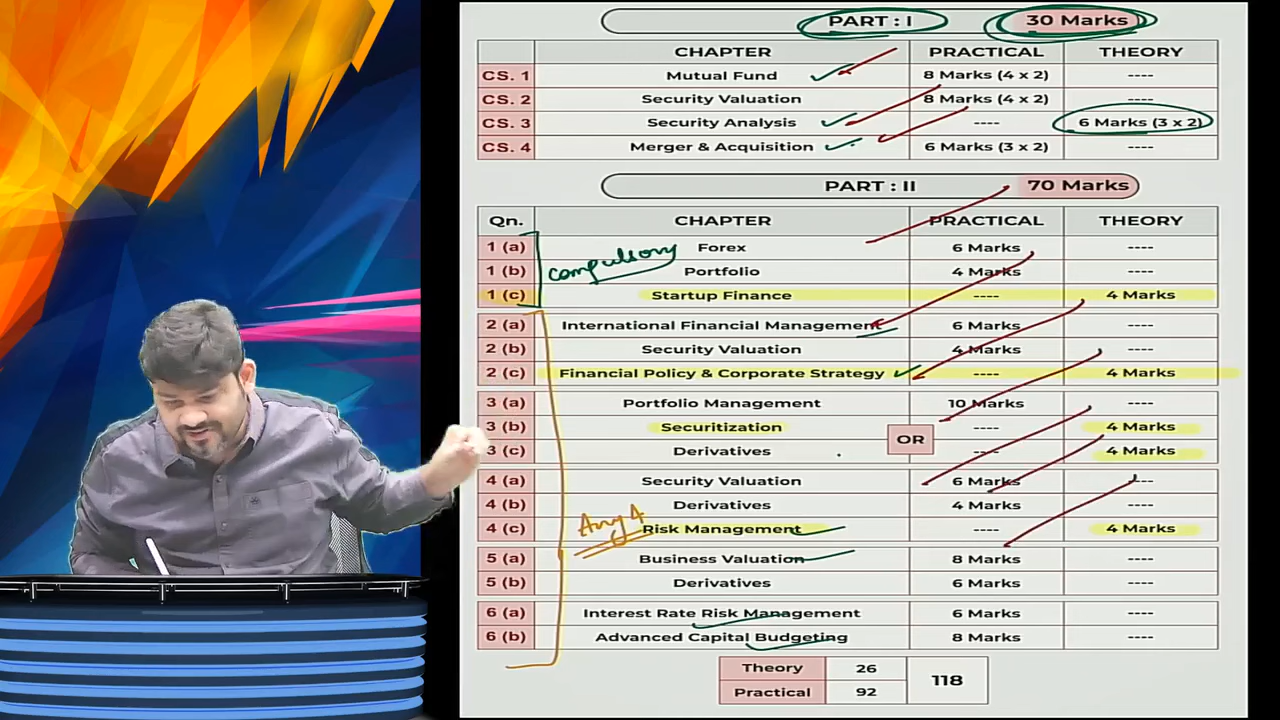 PART : I 30 Marks
CHAPTER PRACTICAL THEORY
CS. 1 Mutual Fund 8 Marks (4 x 2) ----
CS. 2 Security Valuation 8 Marks (4 x 2) ----
CS. 3 Security Analysis ---- 6 Marks (3 x 2)
CS. 4 Merger & Acquisition 6 Marks (3 x 2) ----
PART : II 70 Marks
Qn. CHAPTER PRACTICAL THEORY
1 (a) Forex 6 Marks ----
compulsory
1 (b) Portfolio 4 Marks ----
1 (c) Startup Finance ---- 4 Marks
2 (a) International Financial Management 6 Marks ----
2 (b) Security Valuation 4 Marks ----
2 (c) Financial Policy & Corporate Strategy ---- 4 Marks
3 (a) Portfolio Management 10 Marks ----
3 (b) Securitization ---- 4 Marks
OR
3 (c) Derivatives ---- 4 Marks
4 (a) Security Valuation 6 Marks ----
4 (b) Derivatives 4 Marks ----
Any 4
4 (c) Risk Management ---- 4 Marks
5 (a) Business Valuation 8 Marks ----
5 (b) Derivatives 6 Marks ----
6 (a) Interest Rate Risk Management 6 Marks ----
6 (b) Advanced Capital Budgeting 8 Marks ----
Theory 26
118
Practical 92